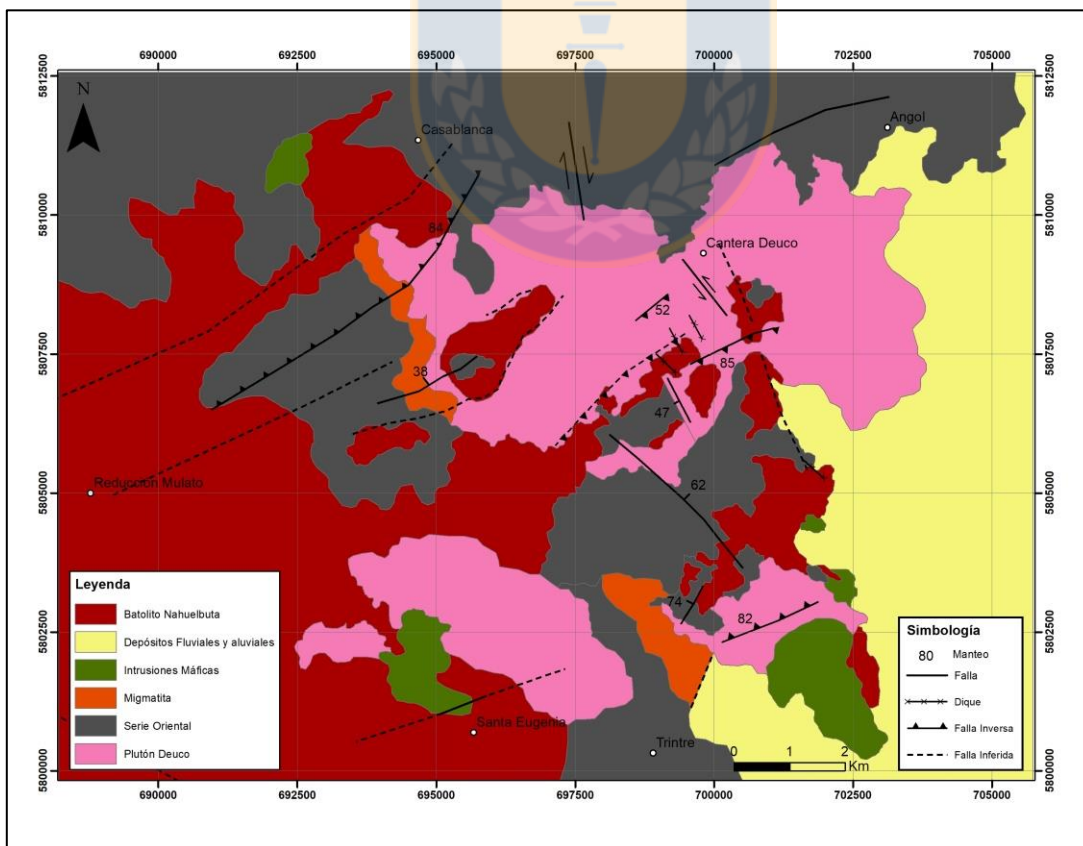 690000 692500 695000 697500 700000 702500 705000
5812500 5812500
N
Casablanca
Angol
5810000 5810000
84
Cantera Deuco
52
5807500 5807500
85
38
47
Reducción Mulato
5805000 5805000
62
Leyenda
Batolito Nahuelbuta
Depósitos Fluviales y aluviales
Intrusiones Máficas
Migmatita
Serie Oriental
Plutón Deuco
74
82
5802500 5802500
Simbología
80 Manteo
Falla
Dique
Falla Inversa
Falla Inferida
Santa Eugenia
Trintre
0 1 2
Km
5800000 5800000
690000 692500 695000 697500 700000 702500 705000